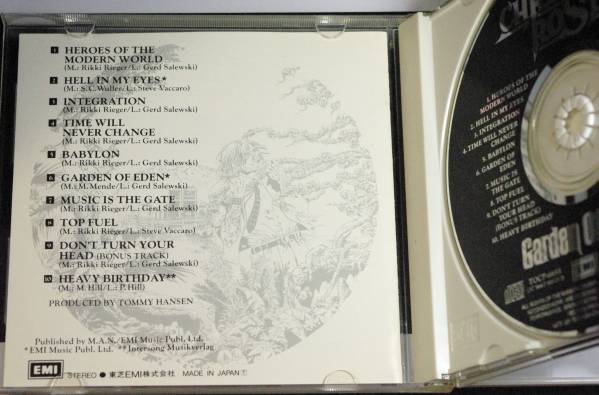 1 HEROES OF THE
MODERN WORLD
(M.: Rikki Rieger/L.: Gerd Salewski)
2 HELL IN MY EYES*
(M.: S.C. Wuller/L.: Steve Vaccaro)
3 INTEGRATION
(M.: Rikki Rieger/L.: Gerd Salewski)
4 TIME WILL
NEVER CHANGE
(M.: Rikki Rieger/L.: Gerd Salewski)
5 BABYLON
(M.: Rikki Rieger/L.: Gerd Salewski)
6 GARDEN OF EDEN*
(M.: M. Mende/L.: Gerd Salewski)
7 MUSIC IS THE GATE
(M.: Rikki Rieger/L.: Gerd Salewski)
8 TOP FUEL
(M.: Rikki Rieger/L.: Steve Vaccaro)
9 DON'T TURN YOUR
HEAD (BONUS TRACK)
(M.: Rikki Rieger/L.: Gerd Salewski)
10 HEAVY BIRTHDAY**
(M.: M. Hill/L.: P.Hill)
PRODUCED BY TOMMY HANSEN
Published by M.A.N./EMI Music Publ. Ltd.
*EMI Music Publ. Ltd. **Intersong Musikverlag
EMI STEREO ● 東芝EMI株式会社 MADE IN JAPAN
1. HEROES OF THE
MODERN WORLD
2. HELL IN MY EYES
3. INTEGRATION
4. TIME WILL NEVER
CHANGE
5. BABYLON
6. GARDEN OF
EDEN
7. MUSIC IS
THE GATE
8. TOP FUEL
9. DON'T TURN
YOUR HEAD
(BONUS TRACK)
10. HEAVY BIRTHDAY
Garde